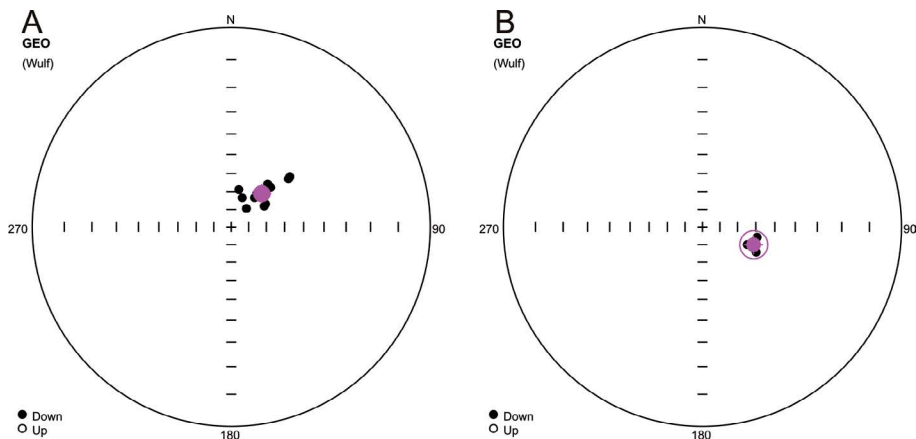 A
GEO
(Wulf)
N
270
90
180
Down
Up
B
GEO
(Wulf)
N
270
90
180
Down
Up